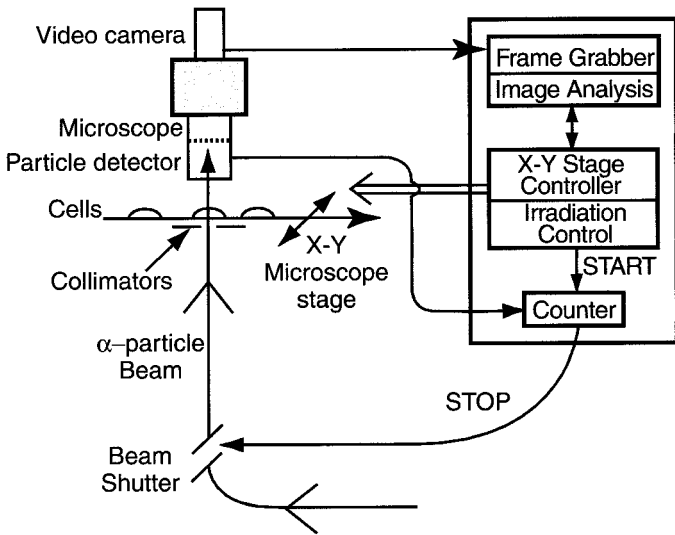 Video camera
Microscope
Particle detector
Cells
Collimators
X-Y
Microscope
stage
α–particle
Beam
Beam
Shutter
Frame Grabber
Image Analysis
X-Y Stage
Controller
Irradiation
Control
START
Counter
STOP